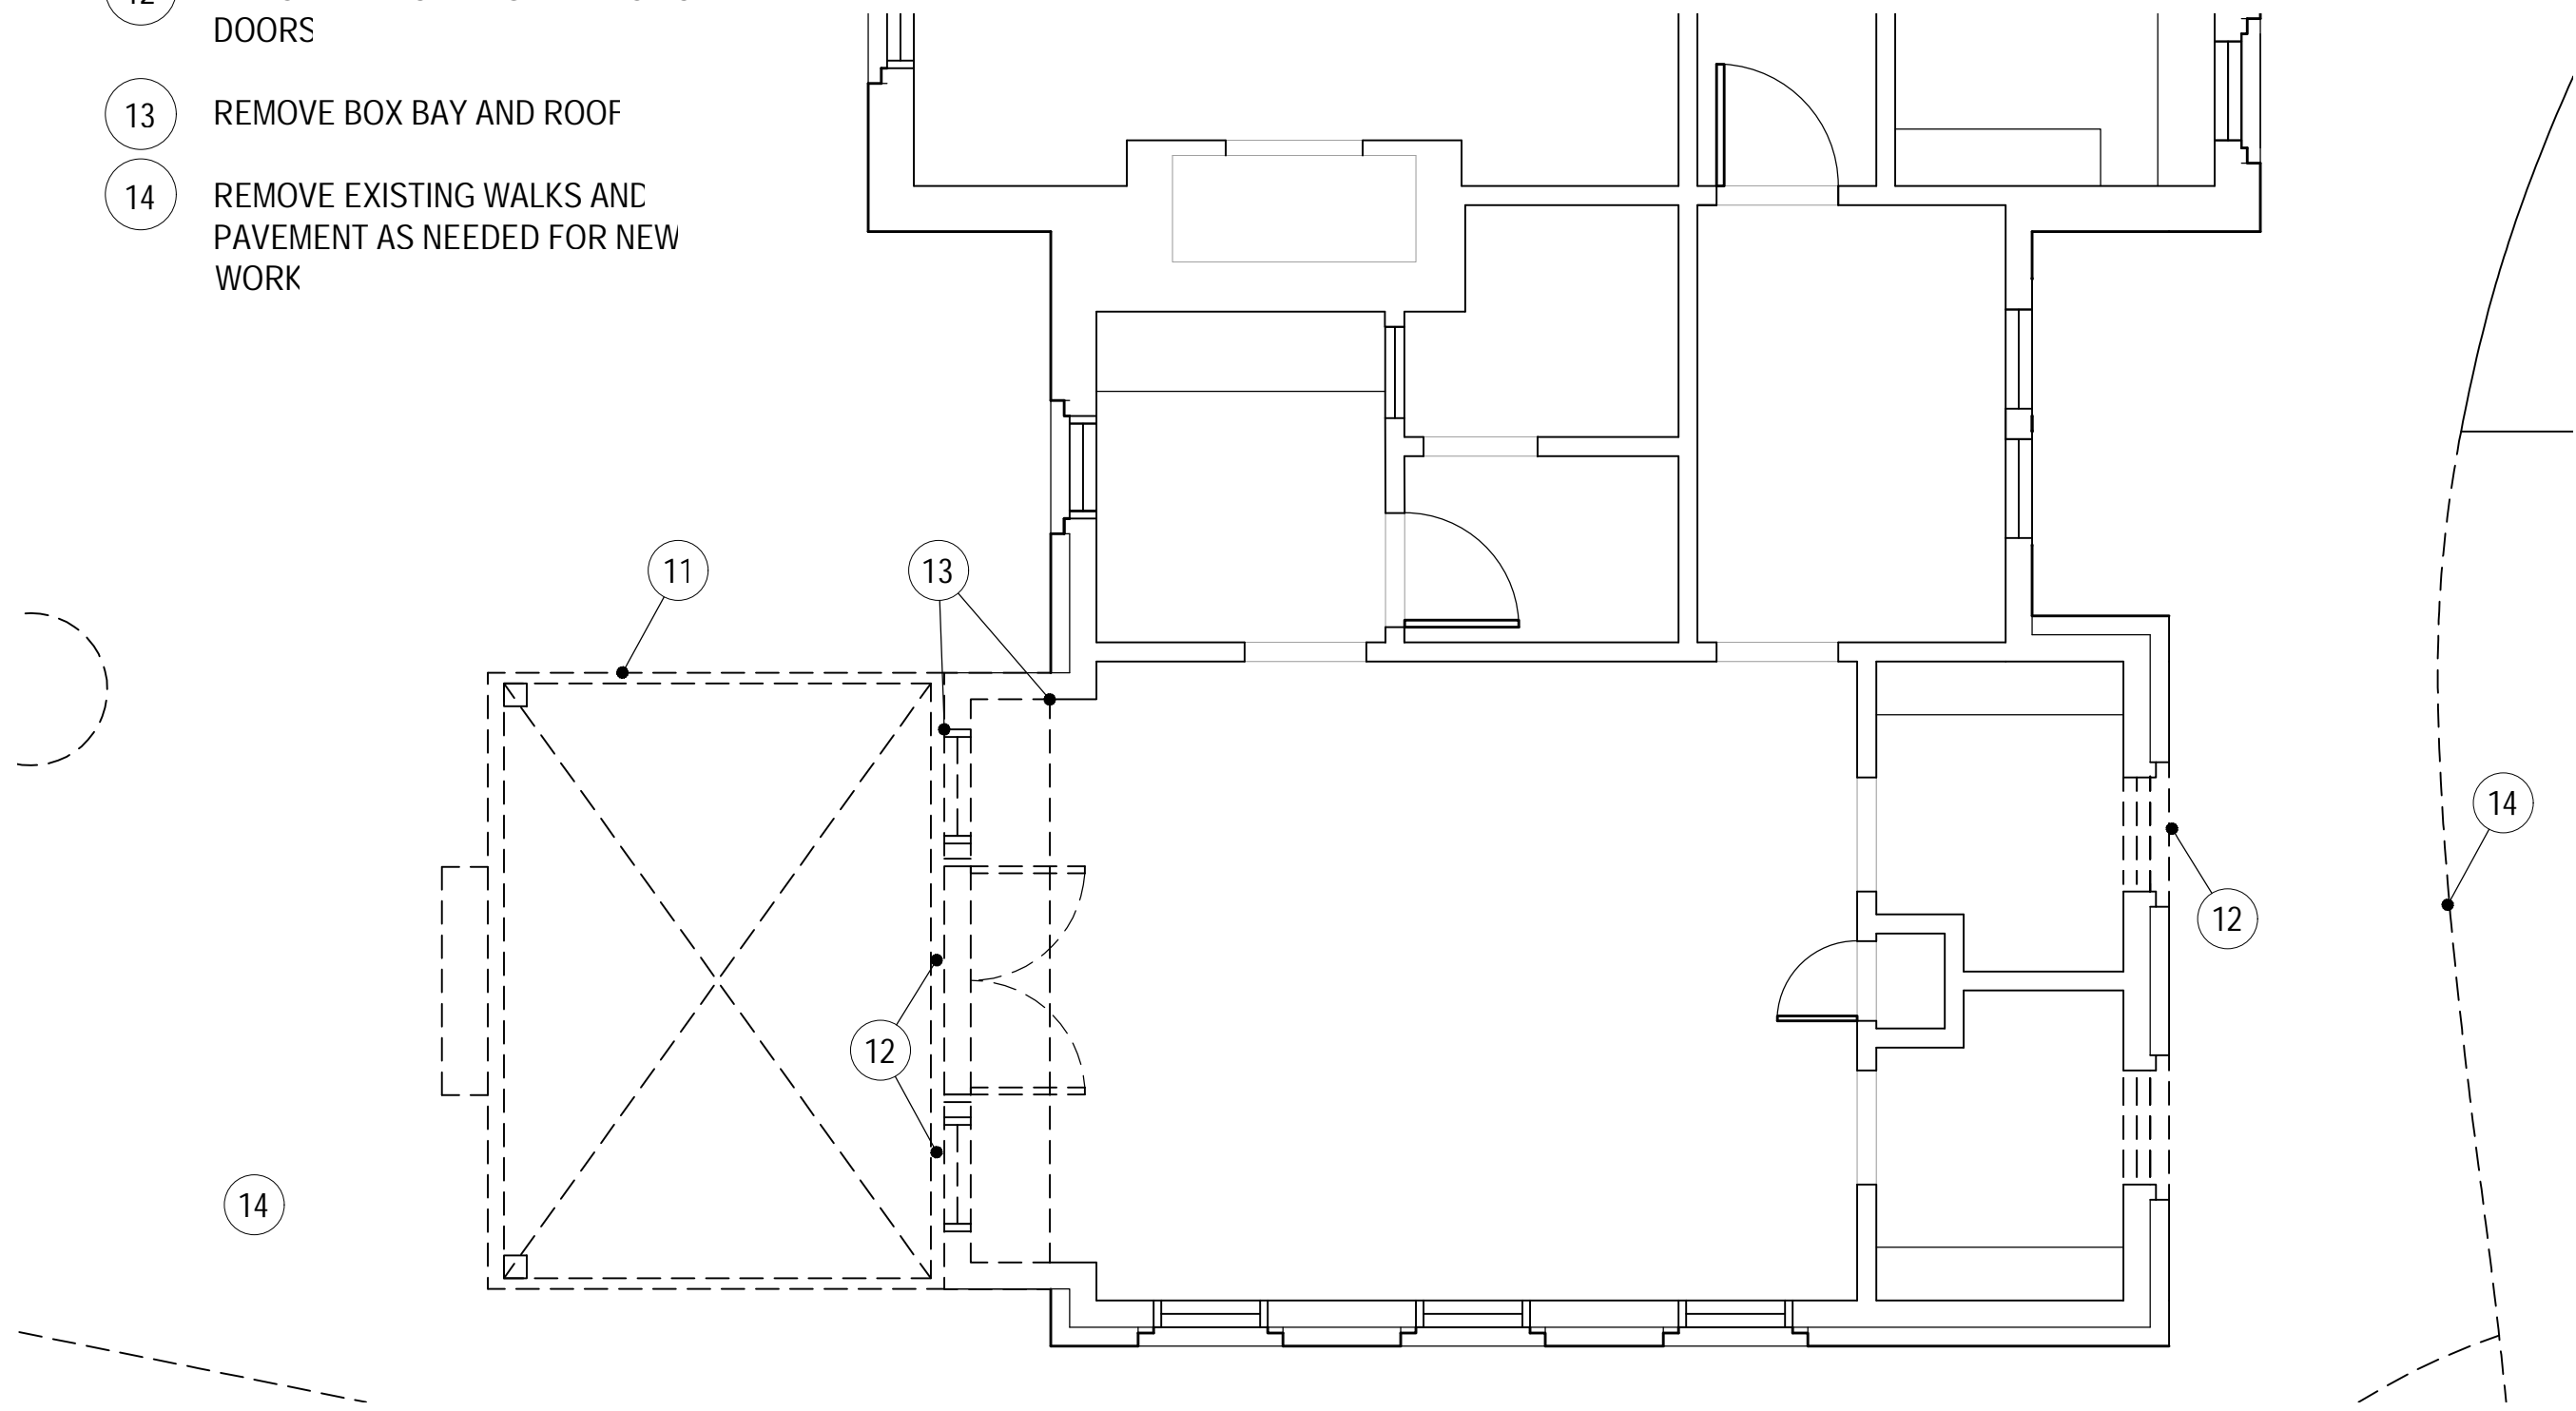 DOORS
13 REMOVE BOX BAY AND ROOF
14 REMOVE EXISTING WALKS AND
PAVEMENT AS NEEDED FOR NEW
WORK
11
13
14
12
12
14